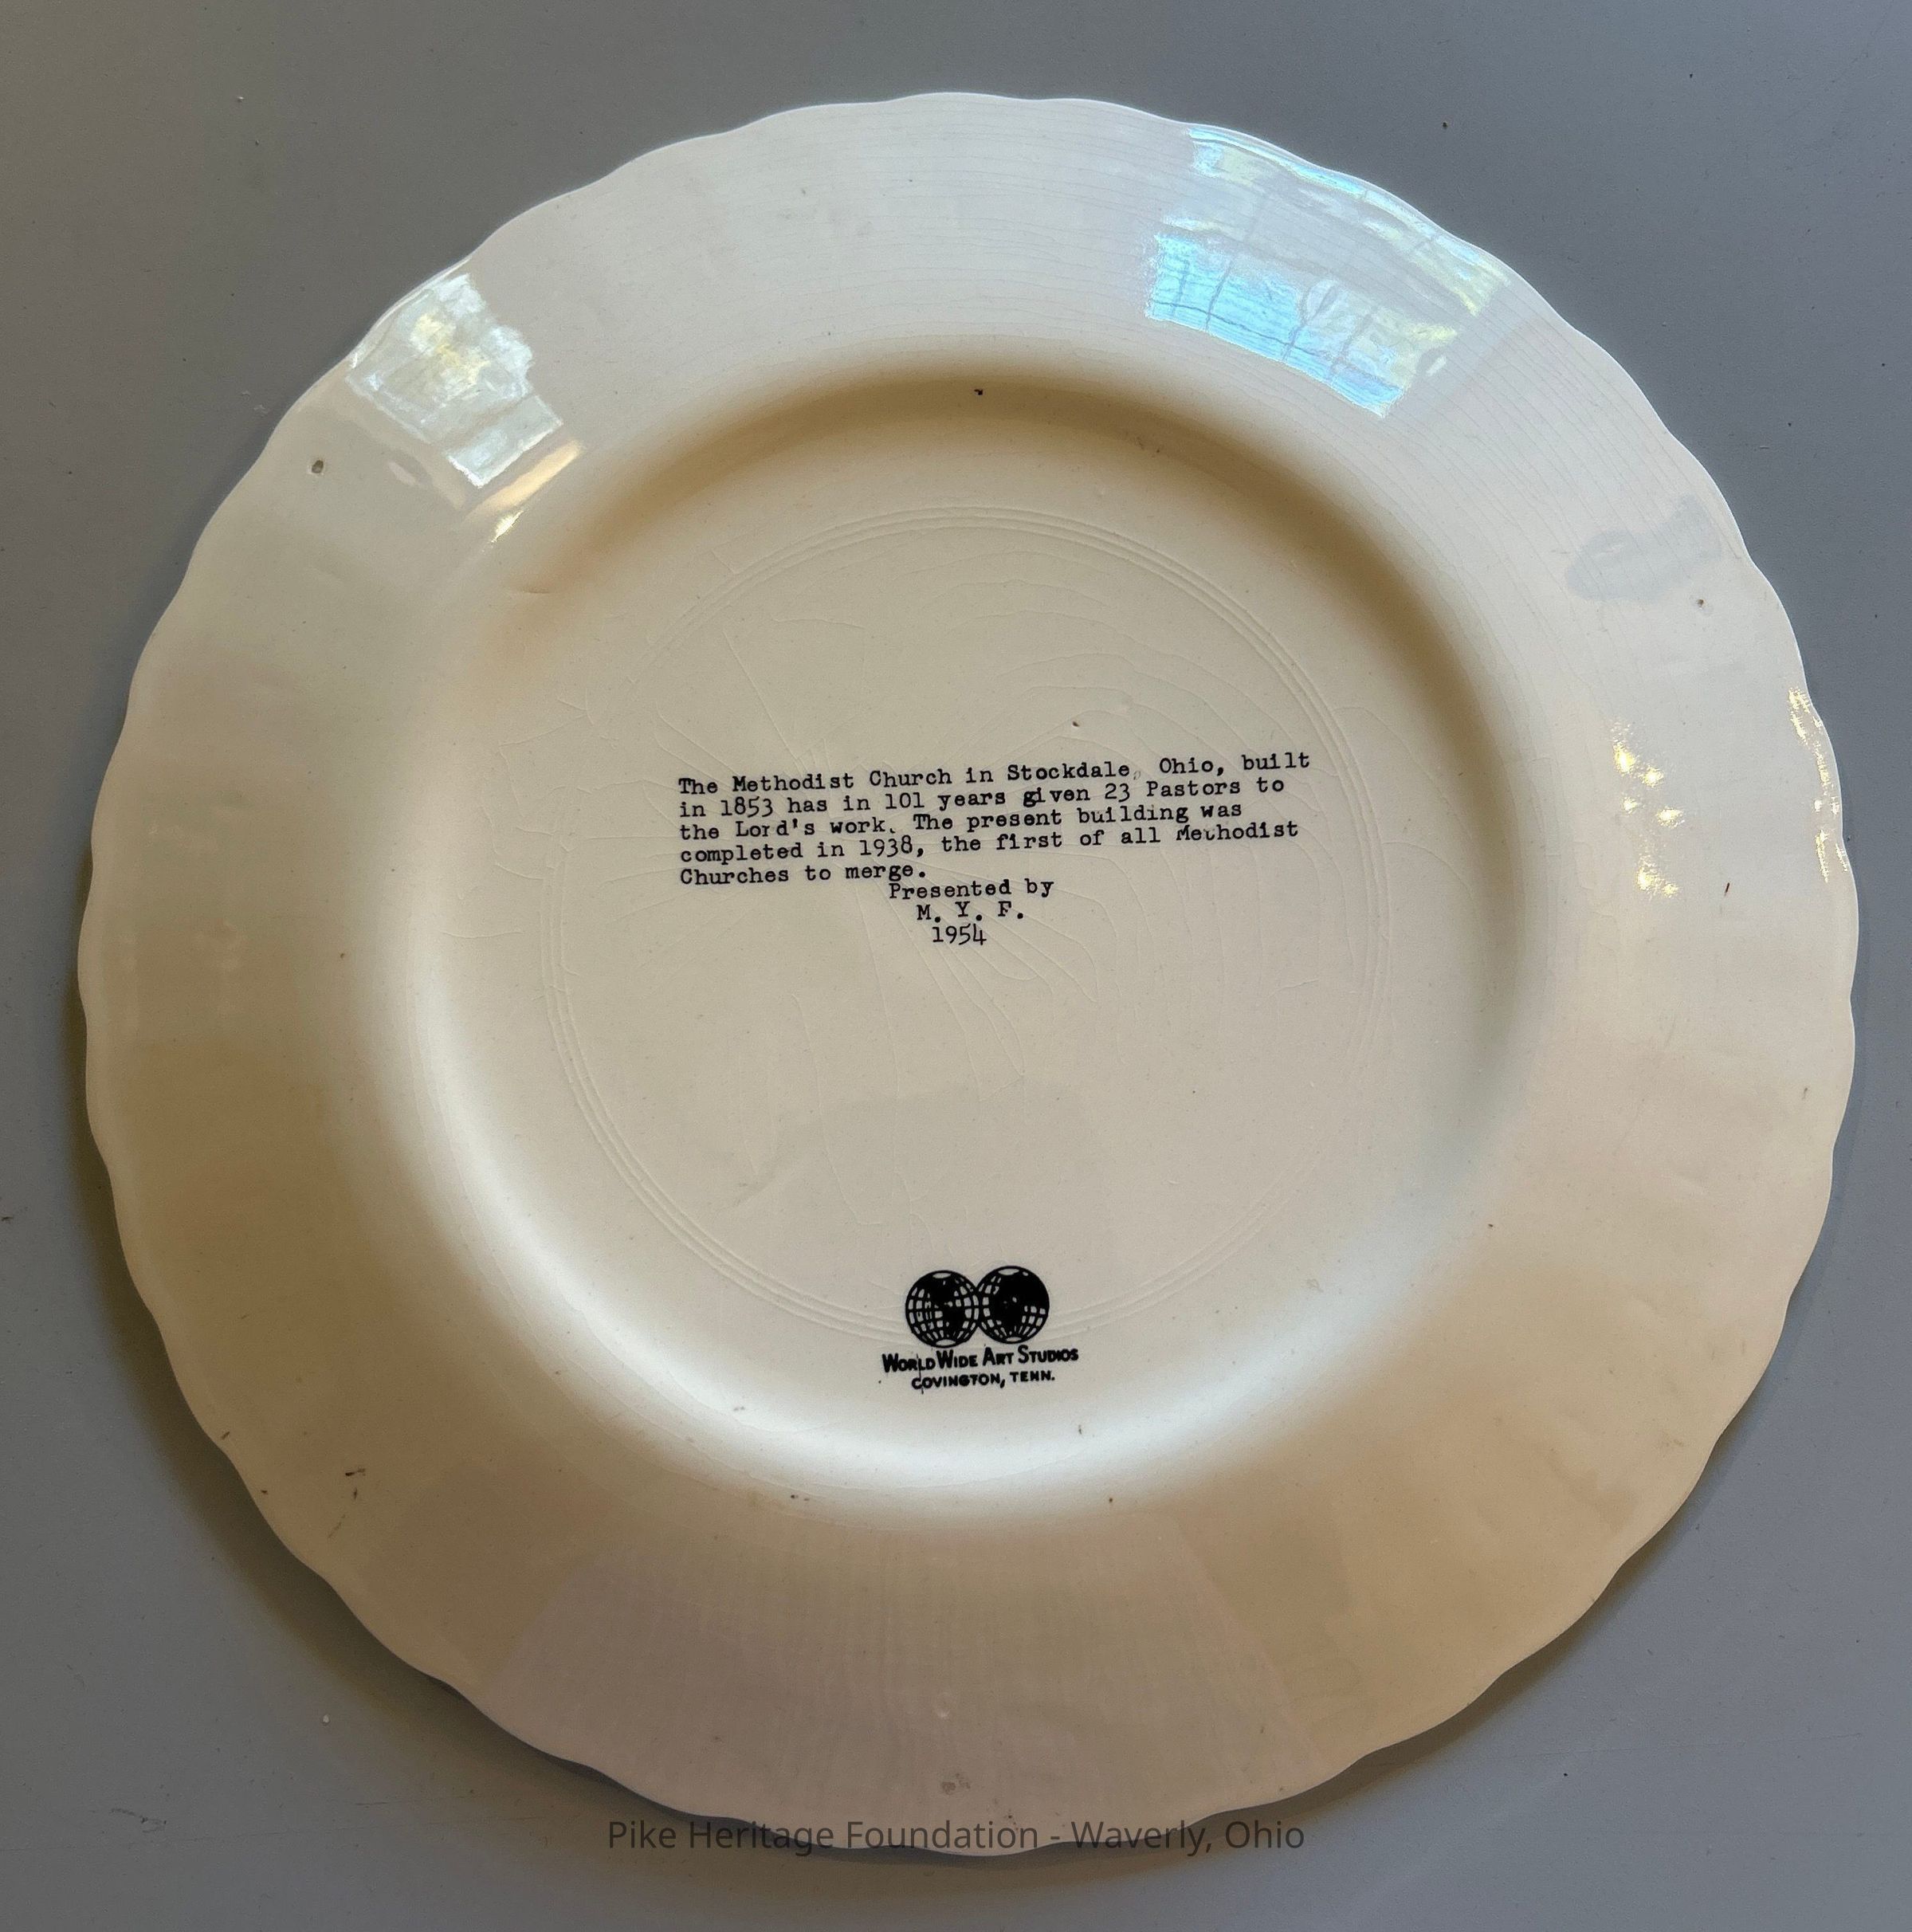 The Methodist Church in Stockdale, Ohio, built
in 1853 has in 101 years given 23 Pastors to
the Lord's work. The present building was
completed in 1938, the first of all Methodist
Churches to merge.
Presented by
M. Y. F.
1954
WORLD WIDE ART STUDIOS
COVINGTON, TENN.
Pike Heritage Foundation - Waverly, Ohio